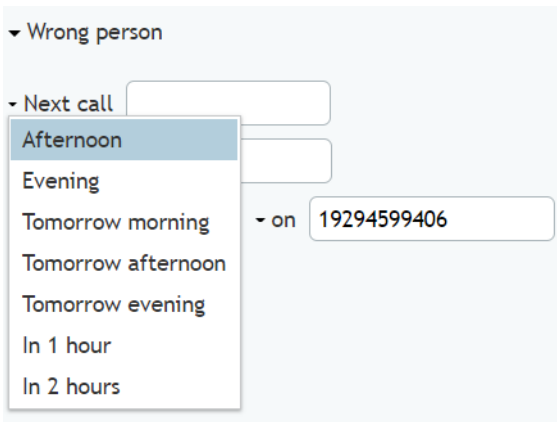 Wrong person
Next call
Afternoon
Evening
Tomorrow morning
on 19294599406
Tomorrow afternoon
Tomorrow evening
In 1 hour
In 2 hours